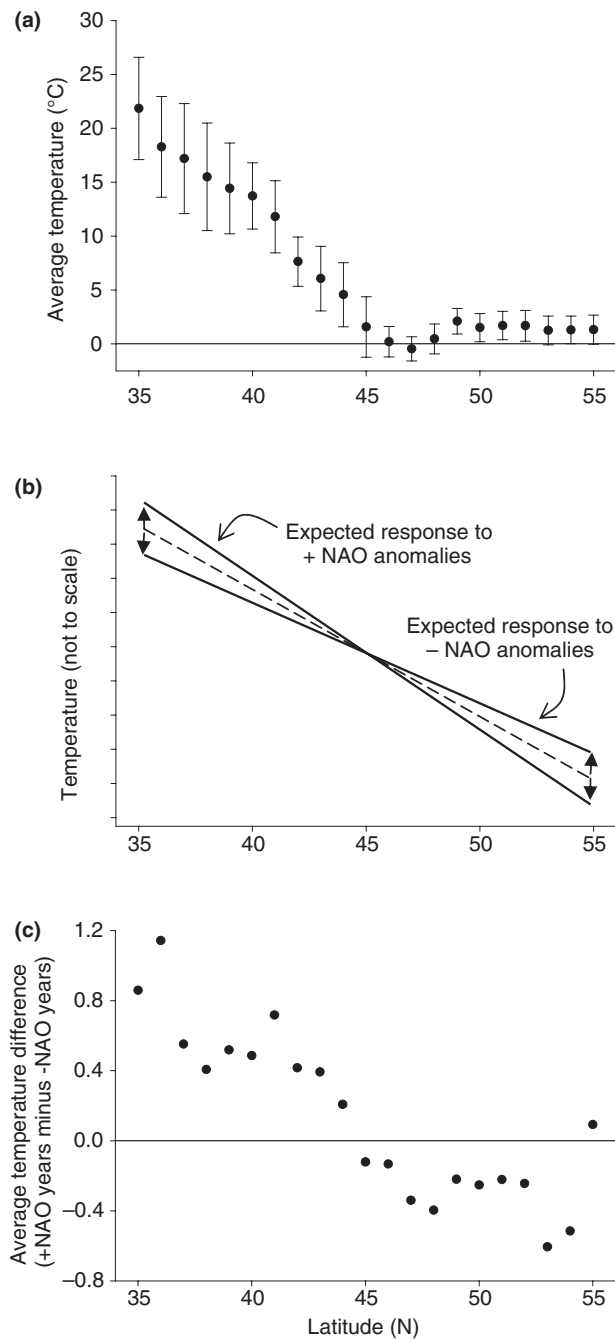 (a)
Average temperature (°C)
30
25
20
15
10
5
0
35 40 45 50 55
(b)
Temperature (not to scale)
Expected response to
+ NAO anomalies
Expected response to
– NAO anomalies
35 40 45 50 55
(c)
Average temperature difference
(+NAO years minus -NAO years)
1.2
0.8
0.4
0.0
–0.4
–0.8
35 40 45 50 55
Latitude (N)